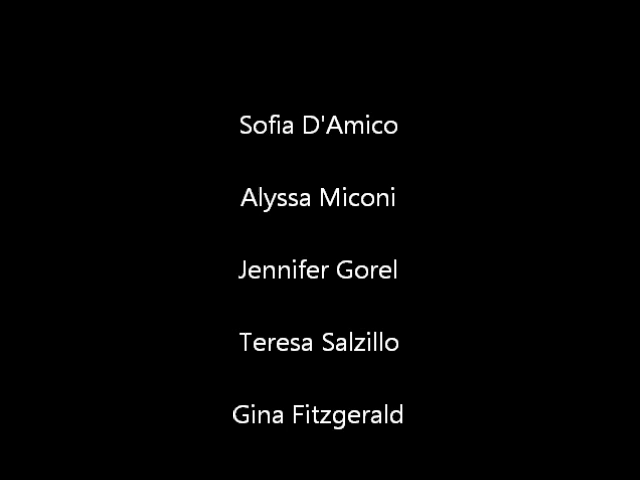 Sofia D'Amico
Alyssa Miconi
Jennifer Gorel
Teresa Salzillo
Gina Fitzgerald